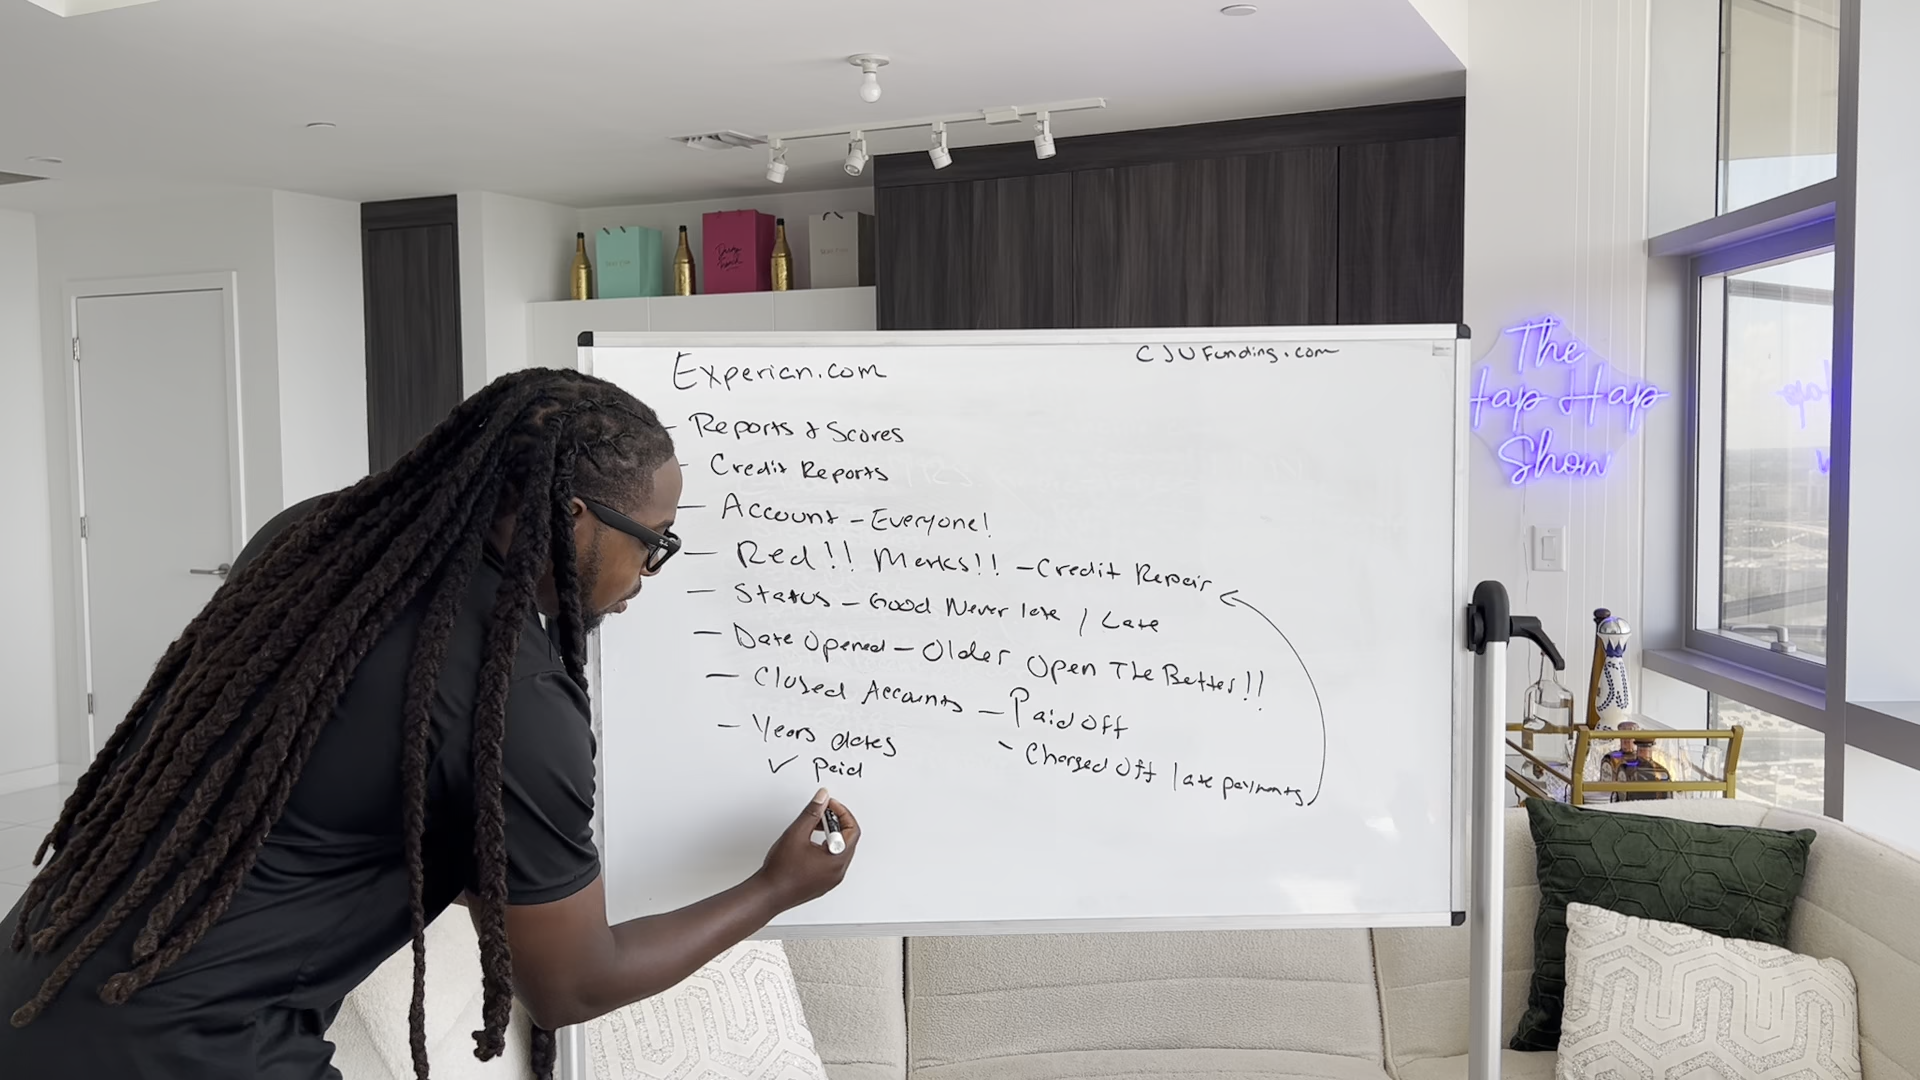 Experian.com
CJUFunding.com
- Reports & Scores
- Credit Reports
- Account - Everyone!
- Red!! Marks!! - Credit Repair
- Status - Good Never late / Late
- Date Opened - Older Open The Better!!
- Closed Accounts - Paid Off
- Charged Off late payments
- Years dates
✓ Paid
The
Hap Hap
Show